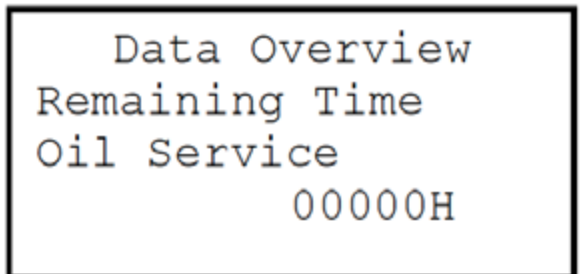 Data Overview
Remaining Time
Oil Service
00000H